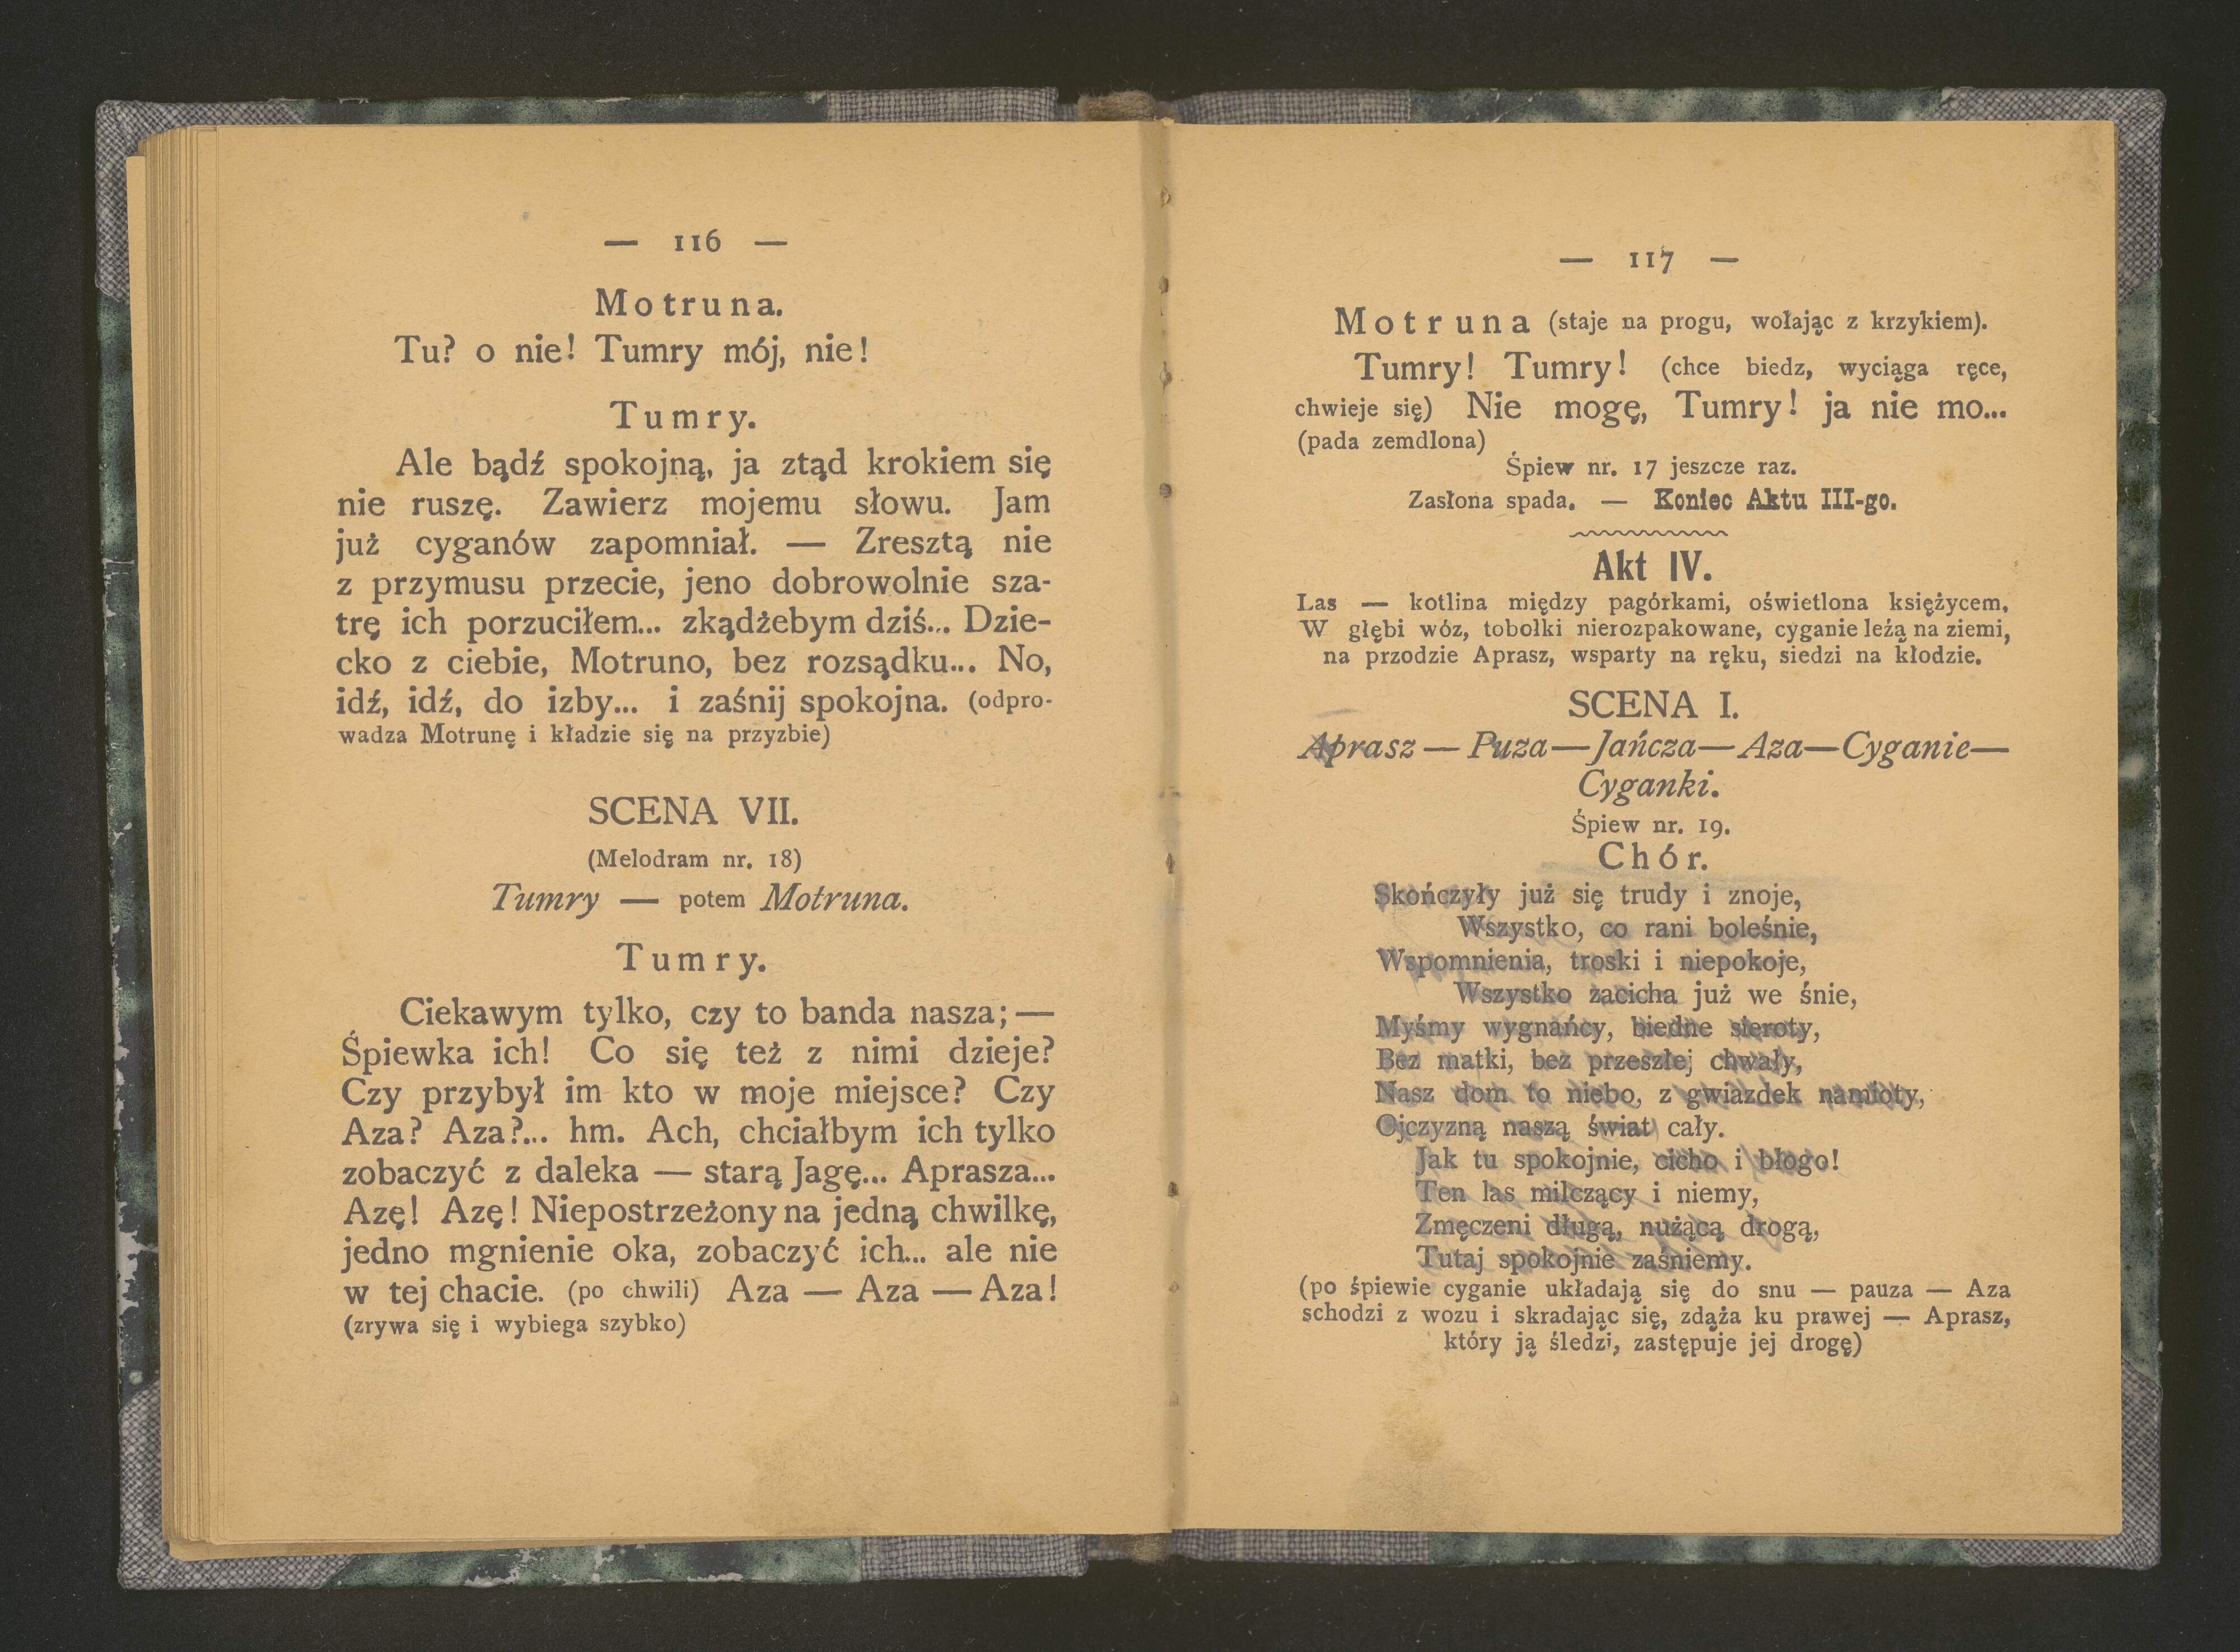 — 116 —
Motruna.
Tu? o nie! Tumry mój, nie!
Tumry.
Ale bądź spokojną, ja ztąd krokiem się
nie ruszę. Zawierz mojemu słowu. Jam
już cyganów zapomniał. — Zresztą nie
z przymusu przecie, jeno dobrowolnie sza-
trę ich porzuciłem... zkądżebym dziś... Dzie-
cko z ciebie, Motruno, bez rozsądku... No,
idź, idź, do izby... i zaśnij spokojna. (odpro-
wadza Motrunę i kładzie się na przyzbie)
SCENA VII.
(Melodram nr. 18)
Tumry — potem Motruna.
Tumry.
Ciekawym tylko, czy to banda nasza; —
Śpiewka ich! Co się też z nimi dzieje?
Czy przybył im kto w moje miejsce? Czy
Aza? Aza?... hm. Ach, chciałbym ich tylko
zobaczyć z daleka — starą Jagę... Aprasza...
Azę! Azę! Niepostrzeżony na jedną chwilkę,
jedno mgnienie oka, zobaczyć ich... ale nie
w tej chacie. (po chwili) Aza — Aza — Aza!
(zrywa się i wybiega szybko)
— 117 —
Motruna (staje na progu, wołając z krzykiem).
Tumry! Tumry! (chce biedz, wyciąga ręce,
chwieje się) Nie mogę, Tumry! ja nie mo...
(pada zemdlona)
Śpiew nr. 17 jeszcze raz.
Zasłona spada. — Koniec Aktu III-go.
Akt IV.
Las — kotlina między pagórkami, oświetlona księżycem,
W głębi wóz, tobołki nierozpakowane, cyganie leżą na ziemi,
na przodzie Aprasz, wsparty na ręku, siedzi na kłodzie.
SCENA I.
Aprasz — Puza — Jańcza — Aza — Cyganie —
Cyganki.
Śpiew nr. 19.
Chór.
Skończyły już się trudy i znoje,
Wszystko, co rani boleśnie,
Wspomnienia, troski i niepokoje,
Wszystko zacicha już we śnie,
Myśmy wygnańcy, biedne sieroty,
Bez matki, bez przeszłej chwały,
Nasz dom to niebo, z gwiazdek namioty,
Ojczyzną naszą świat cały.
Jak tu spokojnie, cicho i błogo!
Ten las milczący i niemy,
Zmęczeni długą, nużącą drogą,
Tutaj spokojnie zaśniemy.
(po śpiewie cyganie układają się do snu — pauza — Aza
schodzi z wozu i skradając się, zdąża ku prawej — Aprasz,
który ją śledzi, zastępuje jej drogę)